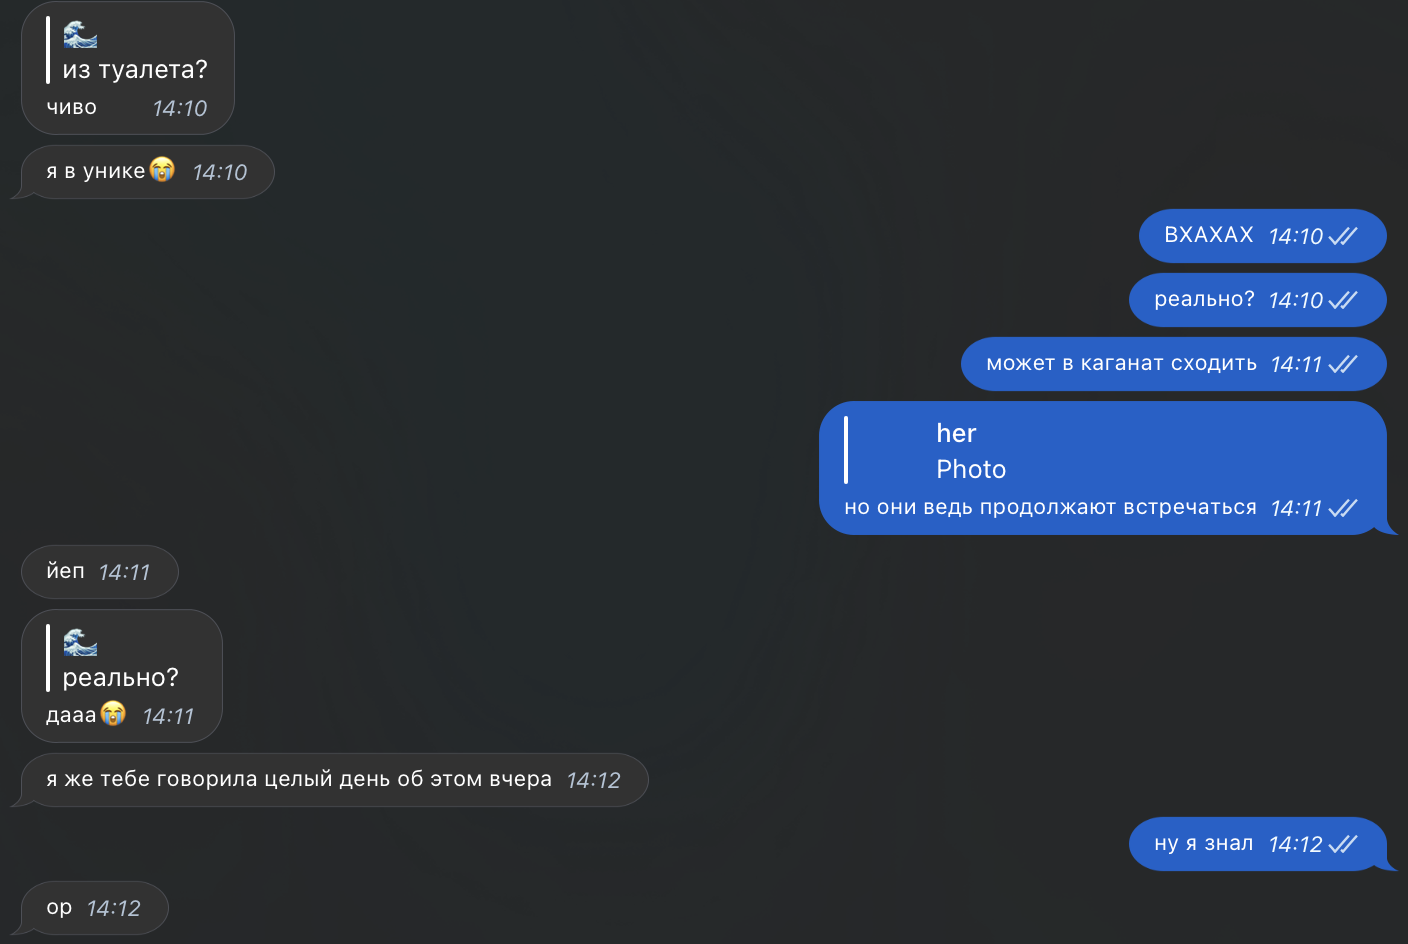 🌊
из туалета?
чиво 14:10
я в унике😭 14:10
ВХАХАХ 14:10
реально? 14:10
может в каганат сходить 14:11
her
Photo
но они ведь продолжают встречаться 14:11
йеп 14:11
🌊
реально?
дааа😭 14:11
я же тебе говорила целый день об этом вчера 14:12
ну я знал 14:12
ор 14:12